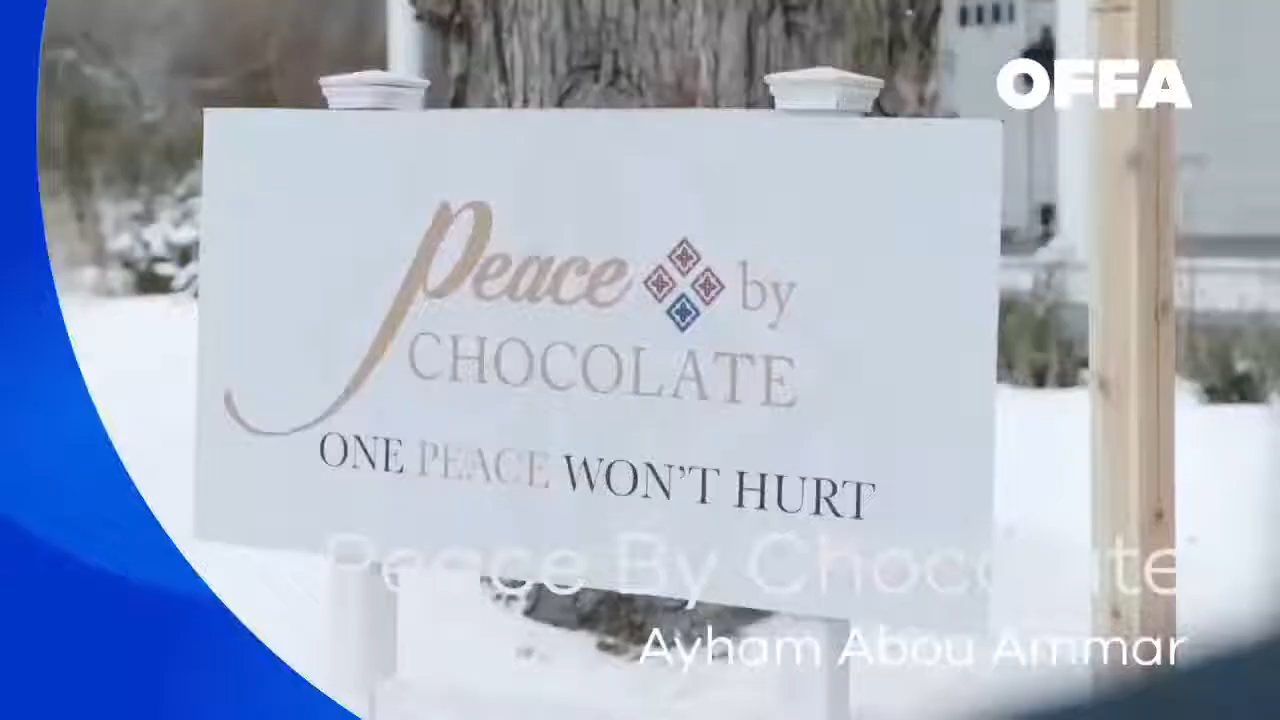 OFFA
Peace by
CHOCOLATE
ONE PEACE WON'T HURT
Peace By Chocolate
Ayham Abou Ammar